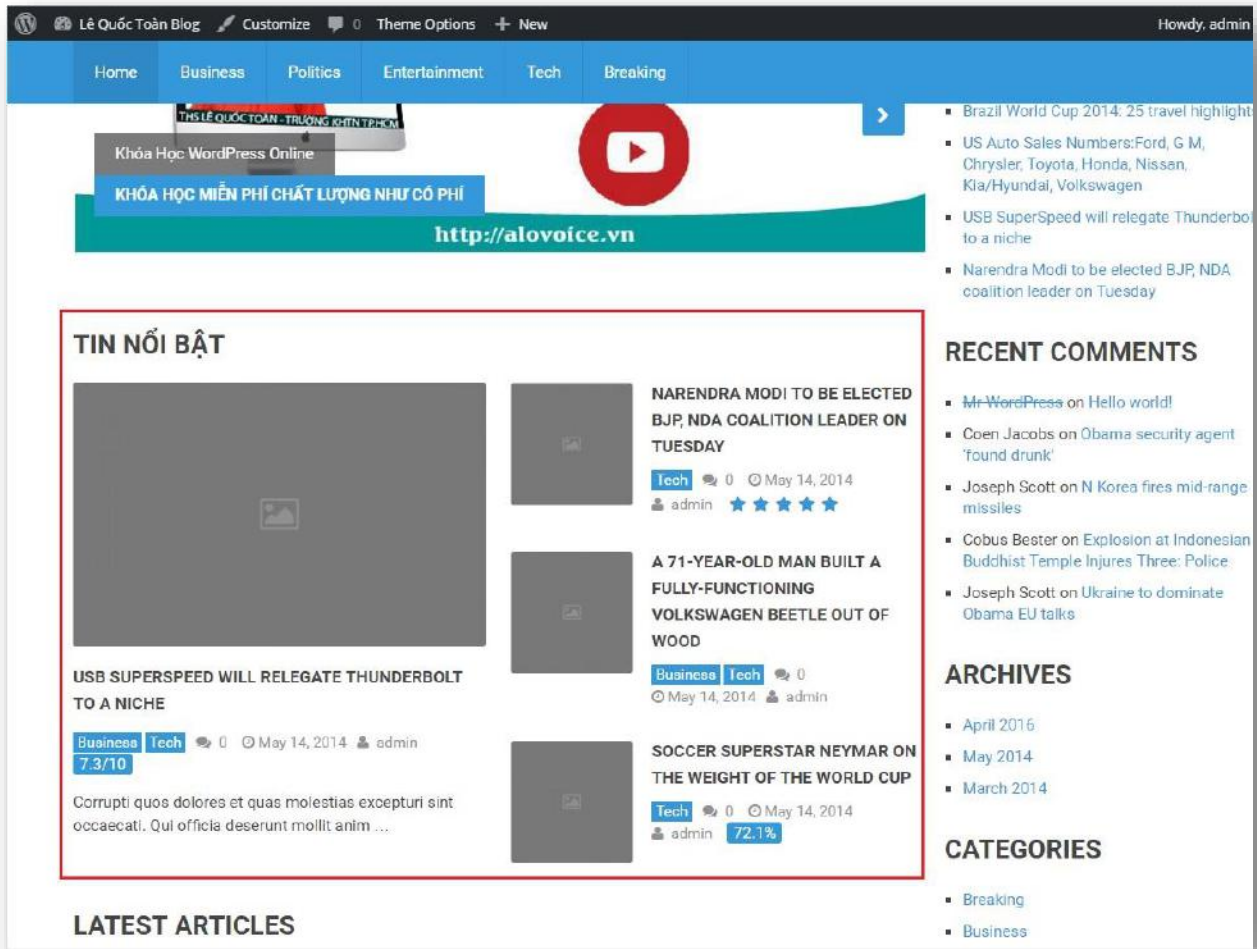 Lê Quốc Toàn Blog Customize 0 Theme Options + New Howdy, admin
Home Business Politics Entertainment Tech Breaking
THS LÊ QUỐC TOÀN - TRƯỜNG KHTN TP.HCM
Khóa Học WordPress Online
KHÓA HỌC MIỄN PHÍ CHẤT LƯỢNG NHƯ CÓ PHÍ
http://alovoice.vn
TIN NỔI BẬT
USB SUPERSPEED WILL RELEGATE THUNDERBOLT
TO A NICHE
Business Tech 0 May 14, 2014 admin
7.3/10
Corrupti quos dolores et quas molestias excepturi sint
occaecati. Qui officia deserunt mollit anim ...
NARENDRA MODI TO BE ELECTED
BJP, NDA COALITION LEADER ON
TUESDAY
Tech 0 May 14, 2014
admin
A 71-YEAR-OLD MAN BUILT A
FULLY-FUNCTIONING
VOLKSWAGEN BEETLE OUT OF
WOOD
Business Tech 0
May 14, 2014 admin
SOCCER SUPERSTAR NEYMAR ON
THE WEIGHT OF THE WORLD CUP
Tech 0 May 14, 2014
admin 72.1%
LATEST ARTICLES
Brazil World Cup 2014: 25 travel highlights
US Auto Sales Numbers:Ford, G M,
Chrysler, Toyota, Honda, Nissan,
Kia/Hyundai, Volkswagen
USB SuperSpeed will relegate Thunderbol
to a niche
Narendra Modi to be elected BJP, NDA
coalition leader on Tuesday
RECENT COMMENTS
Mr WordPress on Hello world!
Coen Jacobs on Obama security agent
'found drunk'
Joseph Scott on N Korea fires mid-range
missiles
Cobus Bester on Explosion at Indonesian
Buddhist Temple Injures Three: Police
Joseph Scott on Ukraine to dominate
Obama EU talks
ARCHIVES
April 2016
May 2014
March 2014
CATEGORIES
Breaking
Business